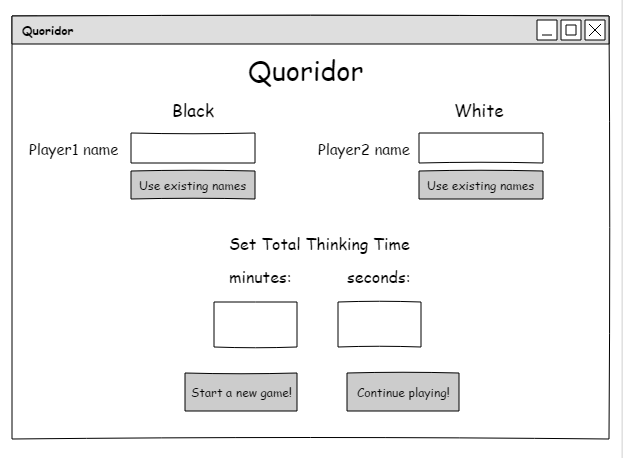 Quoridor
Quoridor
Black White
Player1 name Player2 name
Use existing names Use existing names
Set Total Thinking Time
minutes: seconds:
Start a new game! Continue playing!